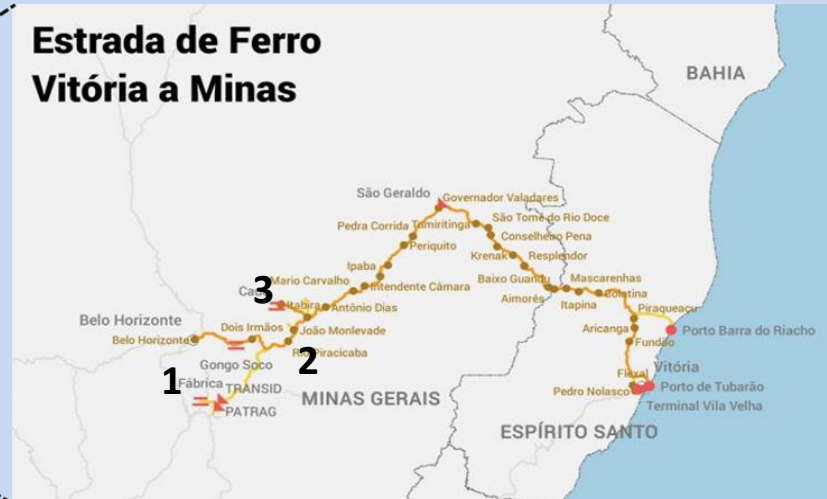 Estrada de Ferro
Vitória a Minas
BAHIA
São Geraldo
Governador Valadares
Pedra Corrida
Tumiritinga
São Tomé do Rio Doce
Conselheiro Pena
Periquito
Krenak
Resplendor
Ipaba
Mario Carvalho
Intendente Câmara
Baixo Guandu
Mascarenhas
Colatina
Aimorés
Itapina
3
Itabira
Antônio Dias
Piraqueaçu
Belo Horizonte
Dois Irmãos
João Monlevade
Aricanga
Porto Barra do Riacho
Belo Horizonte
Rio Piracicaba
Fundão
Gongo Soco
2
Vitória
1
Fábrica
TRANSID
Flexal
Pedro Nolasco
Porto de Tubarão
PATRAG
MINAS GERAIS
Terminal Vila Velha
ESPÍRITO SANTO